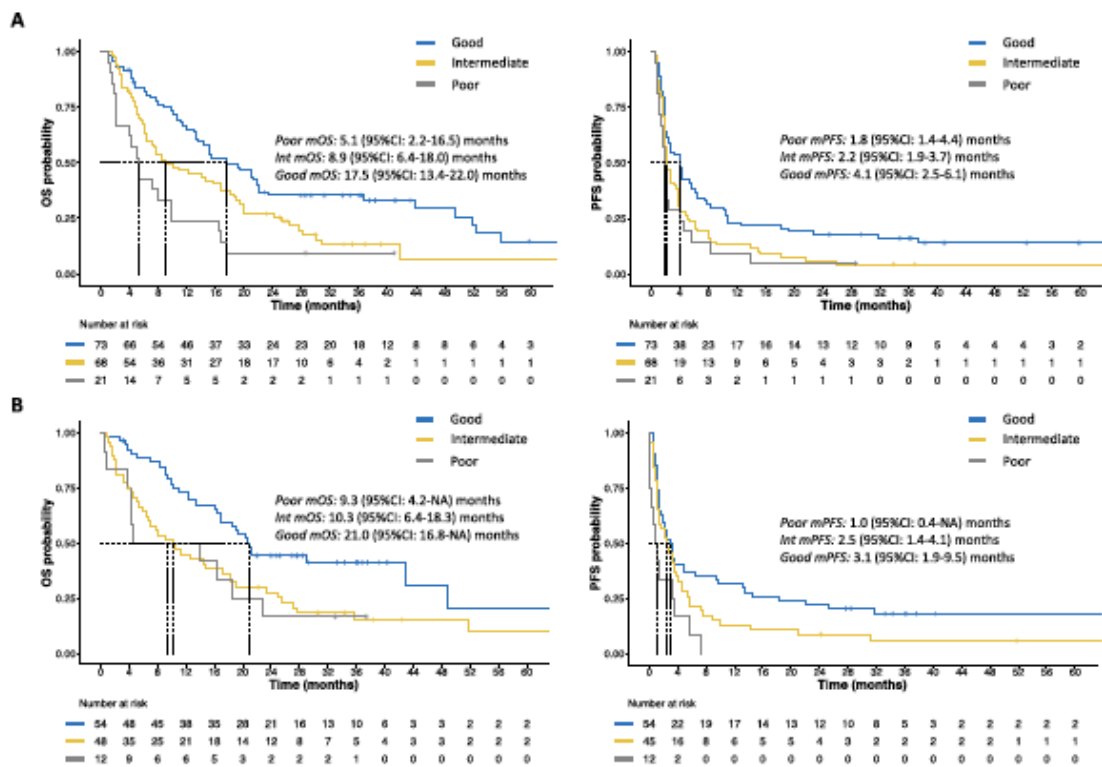 A
Good
Intermediate
Poor
OS probability
1.00
0.75
0.50
0.25
0.00
Poor mOS: 5.1 (95%CI: 2.2-16.5) months
Int mOS: 8.9 (95%CI: 6.4-18.0) months
Good mOS: 17.5 (95%CI: 13.4-22.0) months
0 4 8 12 16 20 24 28 32 36 40 44 48 52 56 60
Time (months)
Number at risk
73 66 54 46 37 33 24 23 20 18 12 8 8 6 4 3
68 54 36 31 27 18 17 10 6 4 2 1 1 1 1 1
21 14 7 5 5 2 2 2 1 1 1 0 0 0 0 0
Good
Intermediate
Poor
PFS probability
1.00
0.75
0.50
0.25
0.00
Poor mPFS: 1.8 (95%CI: 1.4-4.4) months
Int mPFS: 2.2 (95%CI: 1.9-3.7) months
Good mPFS: 4.1 (95%CI: 2.5-6.1) months
0 4 8 12 16 20 24 28 32 36 40 44 48 52 56 60
Time (months)
Number at risk
73 38 23 17 16 14 13 12 10 9 5 4 4 4 3 2
68 19 13 9 6 5 4 3 3 2 1 1 1 1 1 1
21 6 3 2 1 1 1 1 0 0 0 0 0 0 0 0
B
Good
Intermediate
Poor
OS probability
1.00
0.75
0.50
0.25
0.00
Poor mOS: 9.3 (95%CI: 4.2-NA) months
Int mOS: 10.3 (95%CI: 6.4-18.3) months
Good mOS: 21.0 (95%CI: 16.8-NA) months
0 4 8 12 16 20 24 28 32 36 40 44 48 52 56 60
Time (months)
Number at risk
54 48 45 38 35 28 21 16 13 10 6 3 3 2 2 2
48 35 25 21 18 14 12 8 7 5 4 3 3 2 2 2
12 9 6 6 5 3 2 2 1 0 0 0 0 0 0 0
Good
Intermediate
Poor
PFS probability
1.00
0.75
0.50
0.25
0.00
Poor mPFS: 1.0 (95%CI: 0.4-NA) months
Int mPFS: 2.5 (95%CI: 1.4-4.1) months
Good mPFS: 3.1 (95%CI: 1.9-9.5) months
0 4 8 12 16 20 24 28 32 36 40 44 48 52 56 60
Time (months)
Number at risk
54 22 19 17 14 13 12 10 8 5 3 2 2 2 2 2
45 16 8 6 5 5 4 3 2 2 2 2 2 1 1 1
12 2 0 0 0 0 0 0 0 0 0 0 0 0 0 0